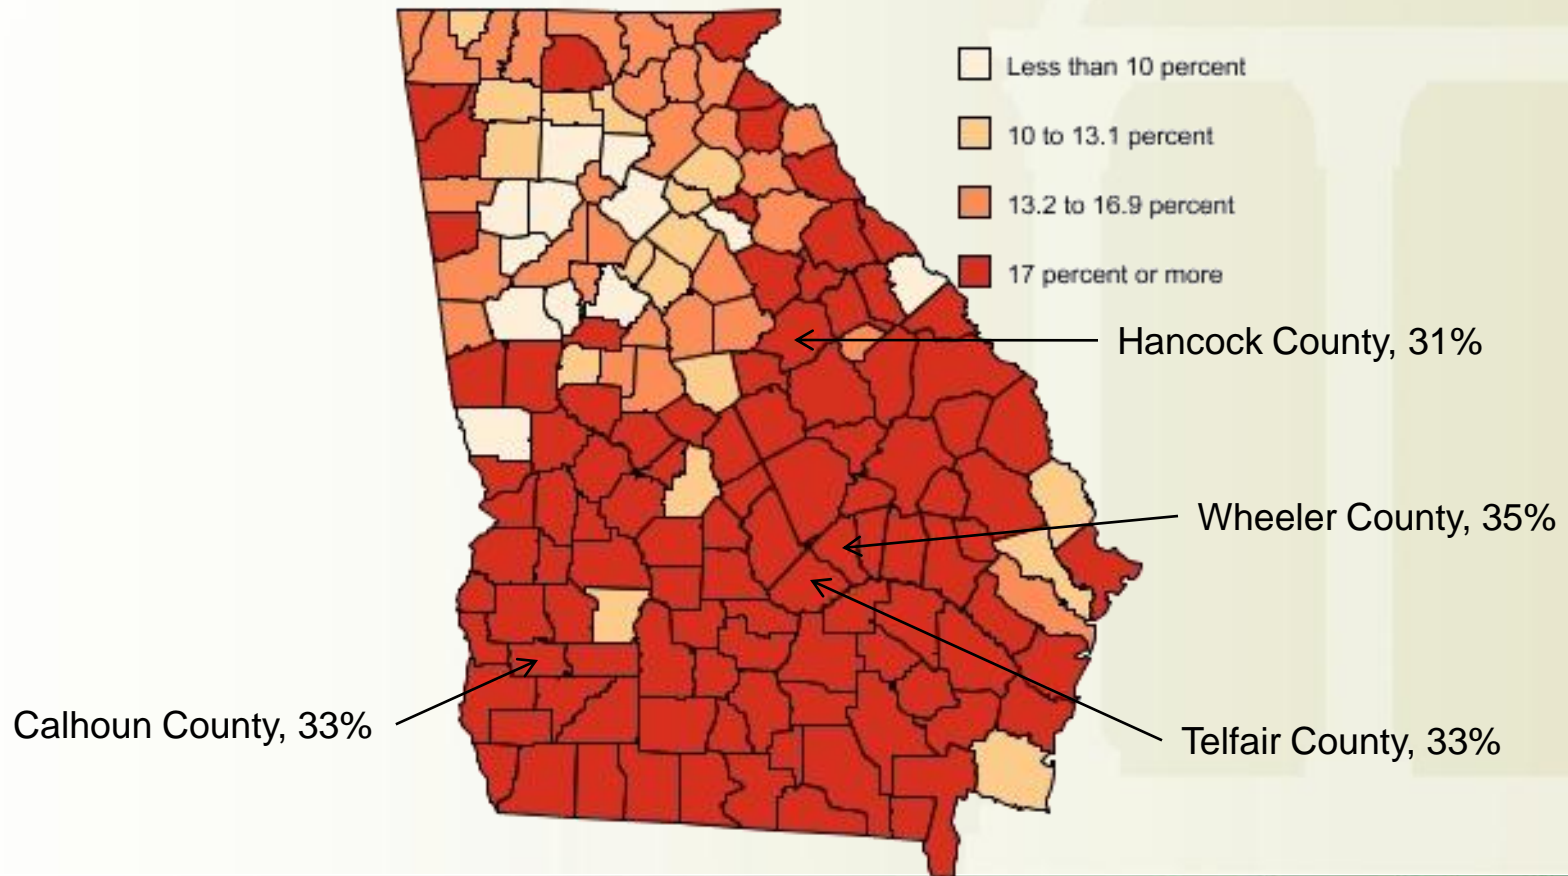 Less than 10 percent
10 to 13.1 percent
13.2 to 16.9 percent
17 percent or more
Hancock County, 31%
Wheeler County, 35%
Calhoun County, 33%
Telfair County, 33%